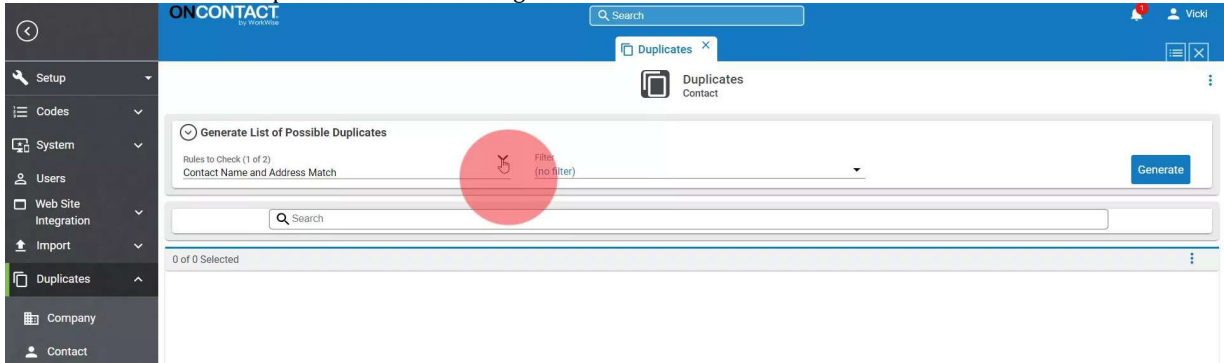 ONCONTACT
by WorkWise
Search
1
Vicki
Duplicates
Setup
Duplicates
Contact
Codes
Generate List of Possible Duplicates
System
Rules to Check (1 of 2)
Filter
Contact Name and Address Match
(no filter)
Generate
Users
Web Site
Integration
Search
Import
0 of 0 Selected
Duplicates
Company
Contact